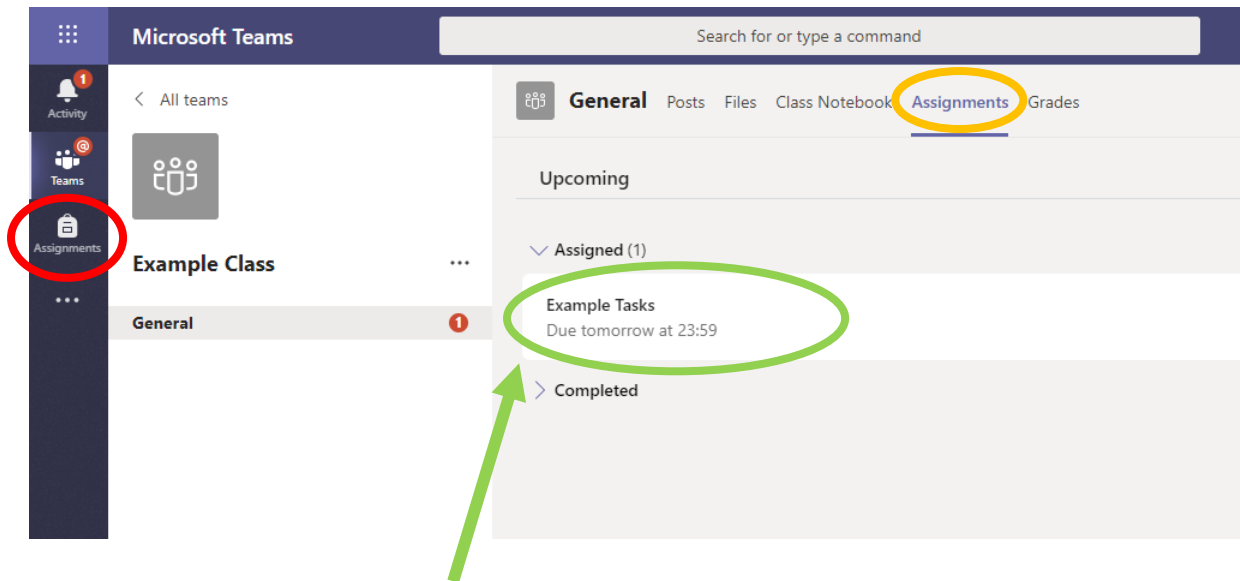 Microsoft Teams
Search for or type a command
1
Activity
@
Teams
Assignments
< All teams
Example Class
General 1
General Posts Files Class Notebook Assignments Grades
Upcoming
Assigned (1)
Example Tasks
Due tomorrow at 23:59
Completed